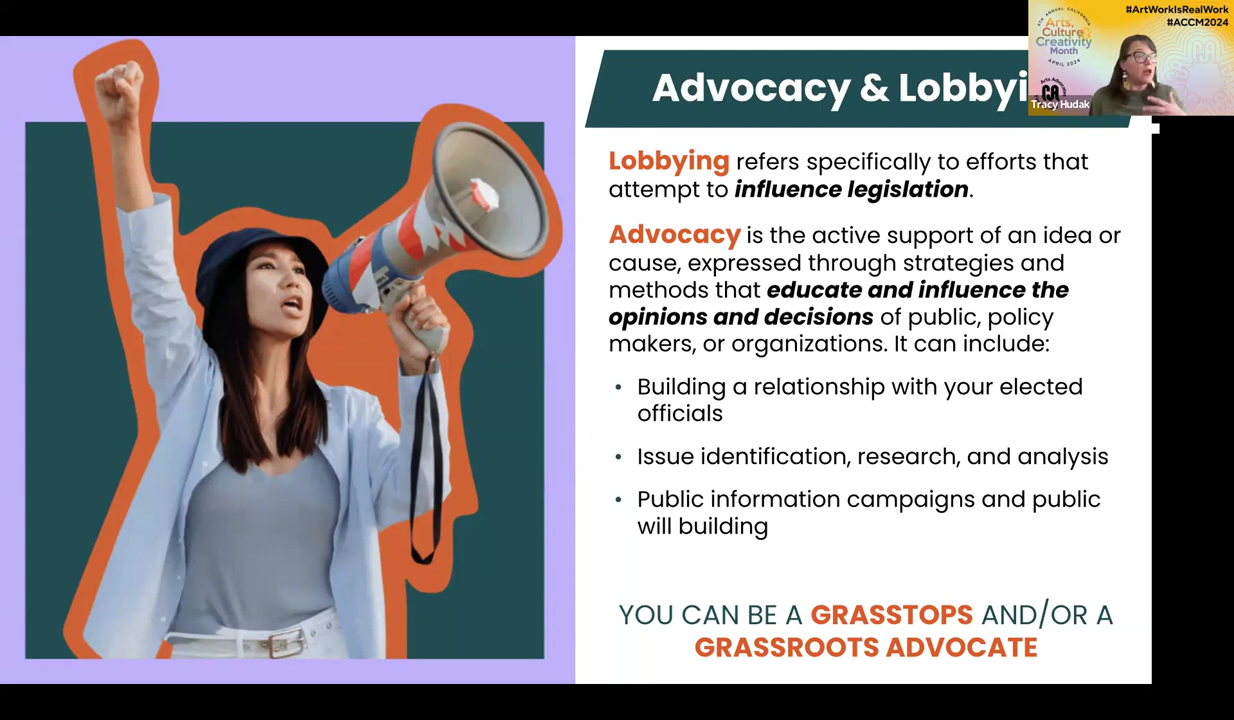 #ArtWorkIsRealWork
#ACCM2024
Arts,
Culture &
Creativity
Month
APRIL 2024
Tracy Hudak
Advocacy & Lobbyi
Lobbying refers specifically to efforts that
attempt to influence legislation.
Advocacy is the active support of an idea or
cause, expressed through strategies and
methods that educate and influence the
opinions and decisions of public, policy
makers, or organizations. It can include:
• Building a relationship with your elected
officials
• Issue identification, research, and analysis
• Public information campaigns and public
will building
YOU CAN BE A GRASSTOPS AND/OR A
GRASSROOTS ADVOCATE